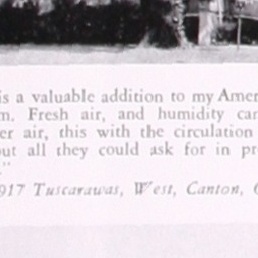 is a valuable addition to my Amer
m. Fresh air, and humidity can
er air, this with the circulation
out all they could ask for in pr
"
917 Tuscarawas, West, Canton,